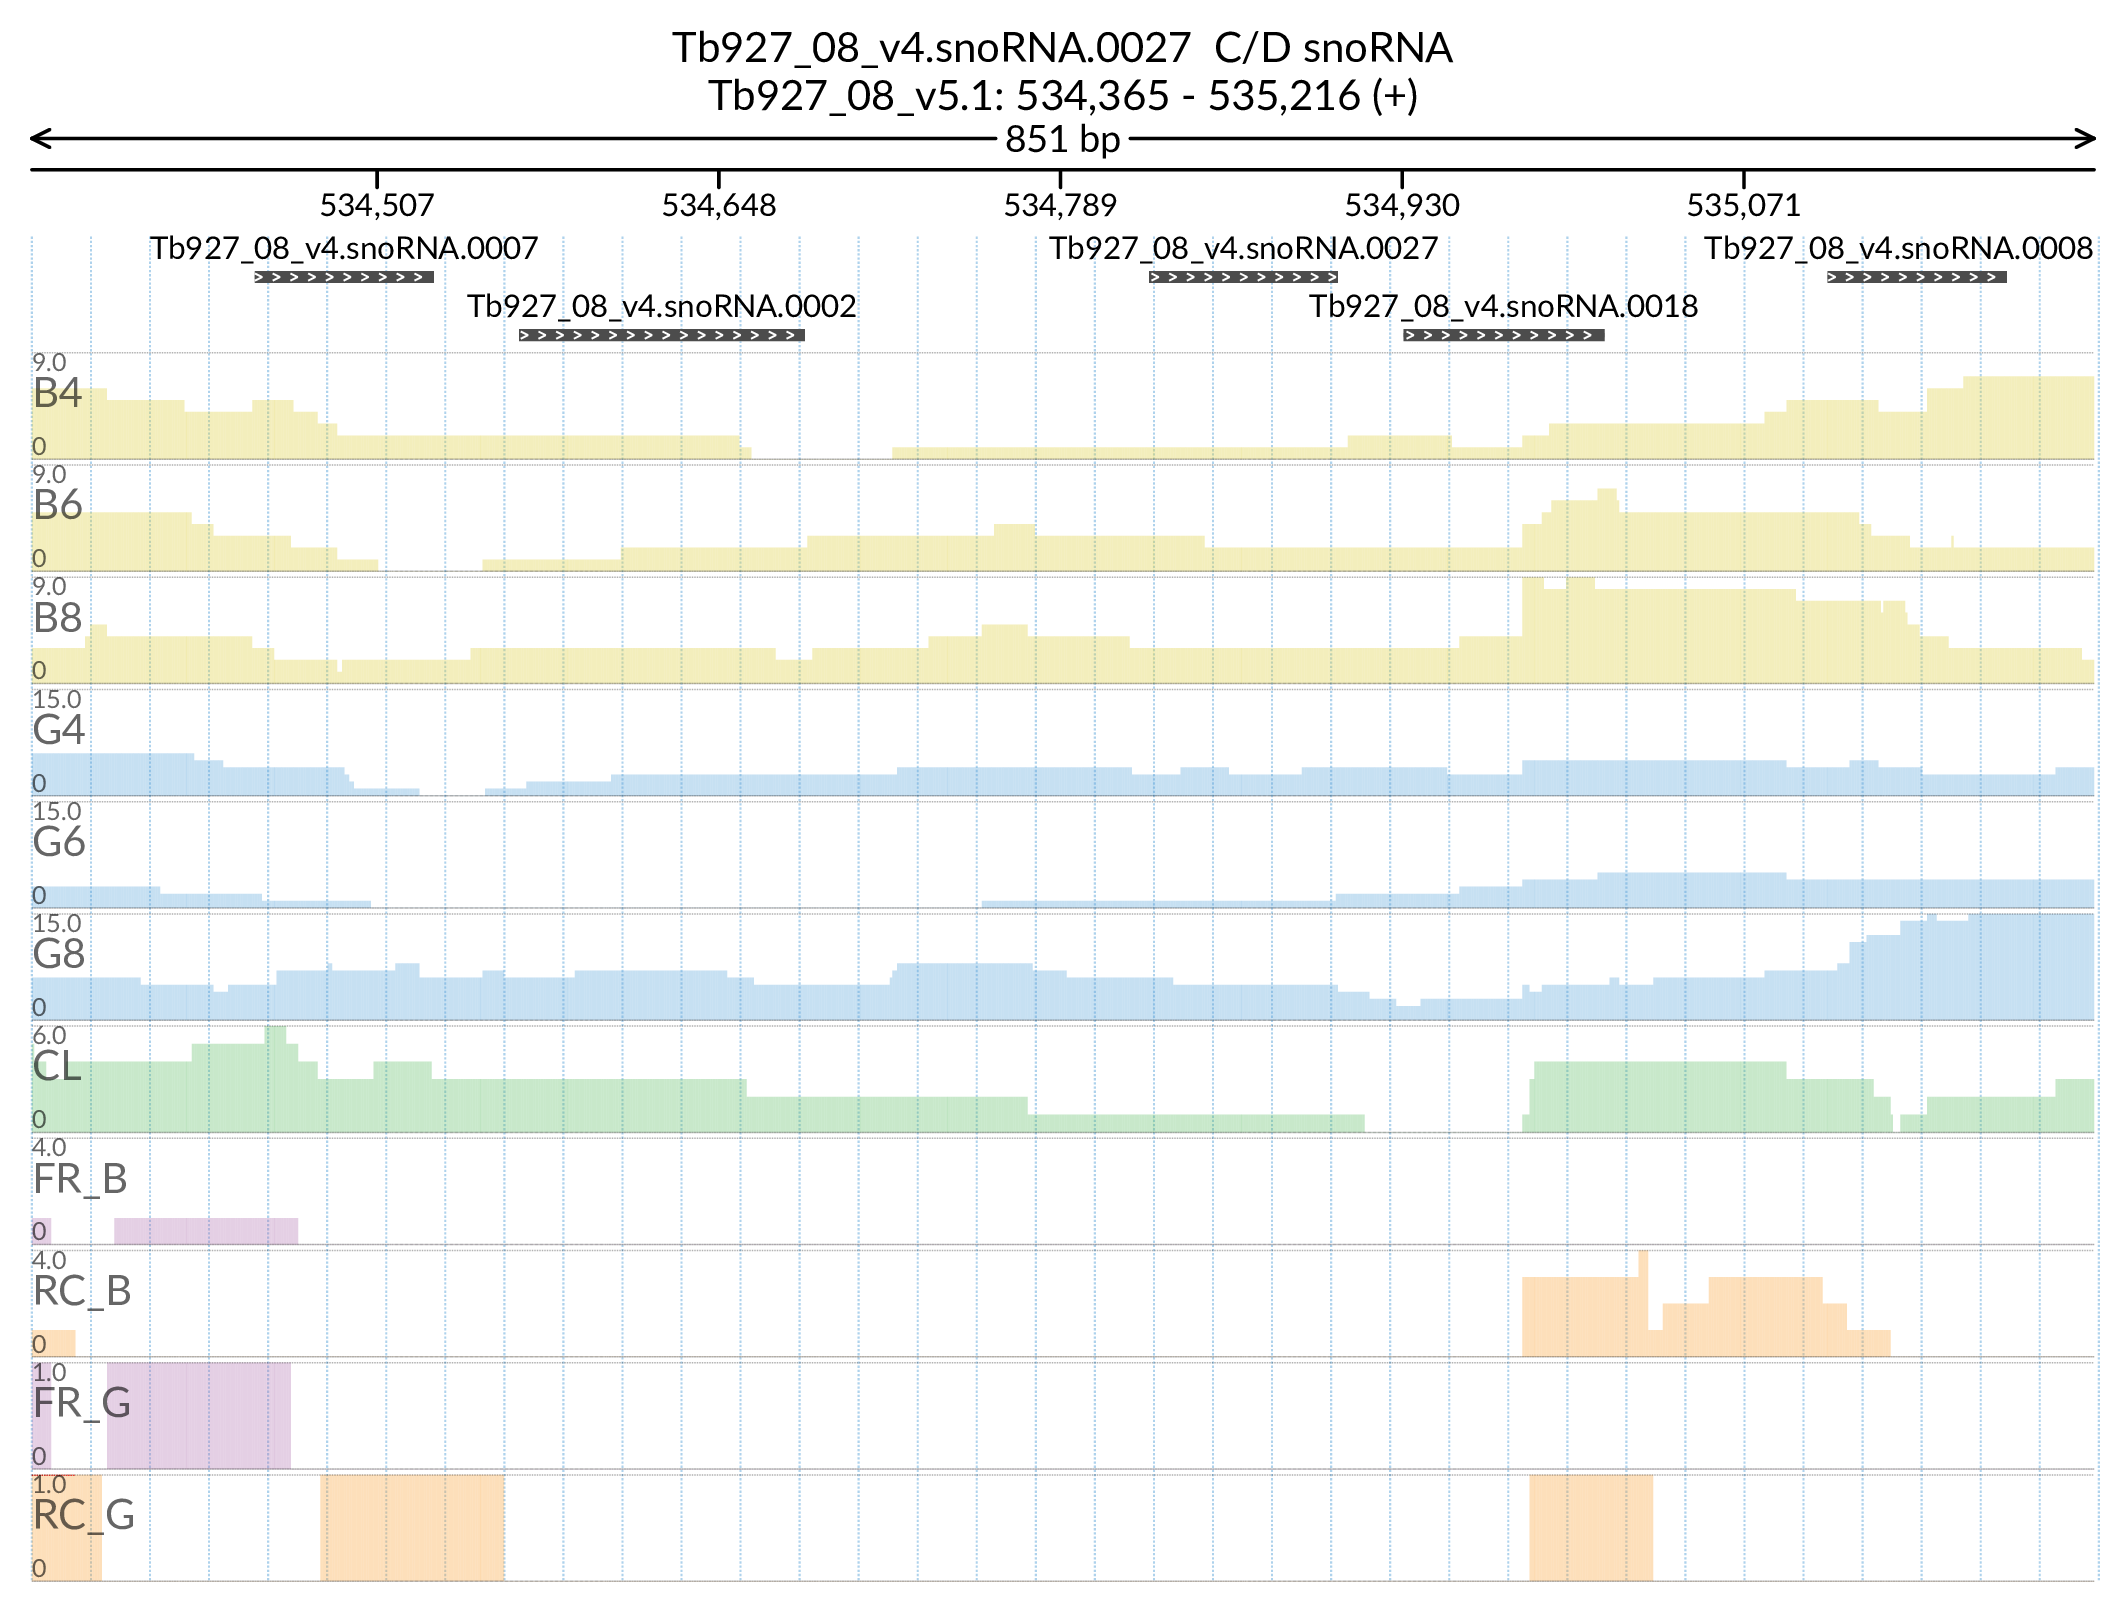 Tb927_08_v4.snoRNA.0027 C/D snoRNA
Tb927_08_v5.1: 534,365 - 535,216 (+)
851 bp
534,507 534,648 534,789 534,930 535,071
Tb927_08_v4.snoRNA.0007 Tb927_08_v4.snoRNA.0027 Tb927_08_v4.snoRNA.0008
Tb927_08_v4.snoRNA.0002 Tb927_08_v4.snoRNA.0018
9.0
B4
0
9.0
B6
0
9.0
B8
0
15.0
G4
0
15.0
G6
0
15.0
G8
0
6.0
CL
0
4.0
FR_B
0
4.0
RC_B
0
1.0
FR_G
0
1.0
RC_G
0